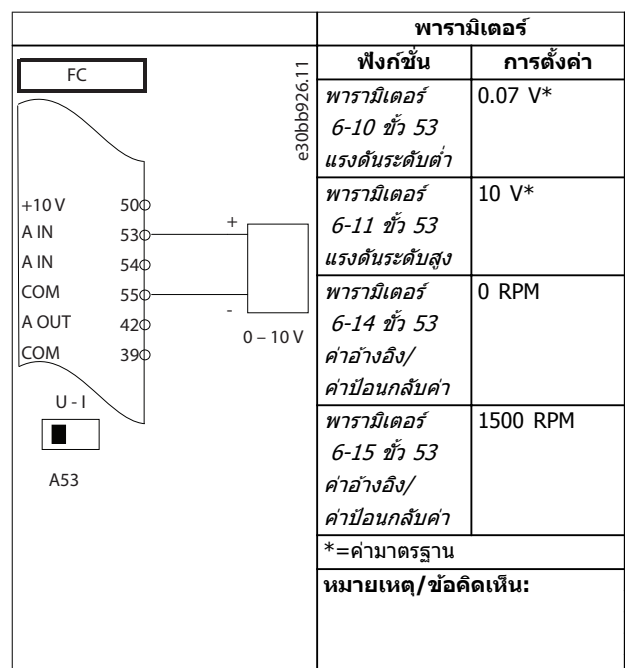 FC
e30bb926.11
+10 V 50
A IN 53
A IN 54
COM 55
A OUT 42
COM 39
+
-
0 – 10 V
U - I
A53
พารามิเตอร์
ฟังก์ชั่น การตั้งค่า
พารามิเตอร์ 0.07 V*
6-10 ขั้ว 53
แรงดันระดับต่ำ
พารามิเตอร์ 10 V*
6-11 ขั้ว 53
แรงดันระดับสูง
พารามิเตอร์ 0 RPM
6-14 ขั้ว 53
ค่าอ้างอิง/
ค่าป้อนกลับค่า
พารามิเตอร์ 1500 RPM
6-15 ขั้ว 53
ค่าอ้างอิง/
ค่าป้อนกลับค่า
*=ค่ามาตรฐาน
หมายเหตุ/ข้อคิดเห็น: